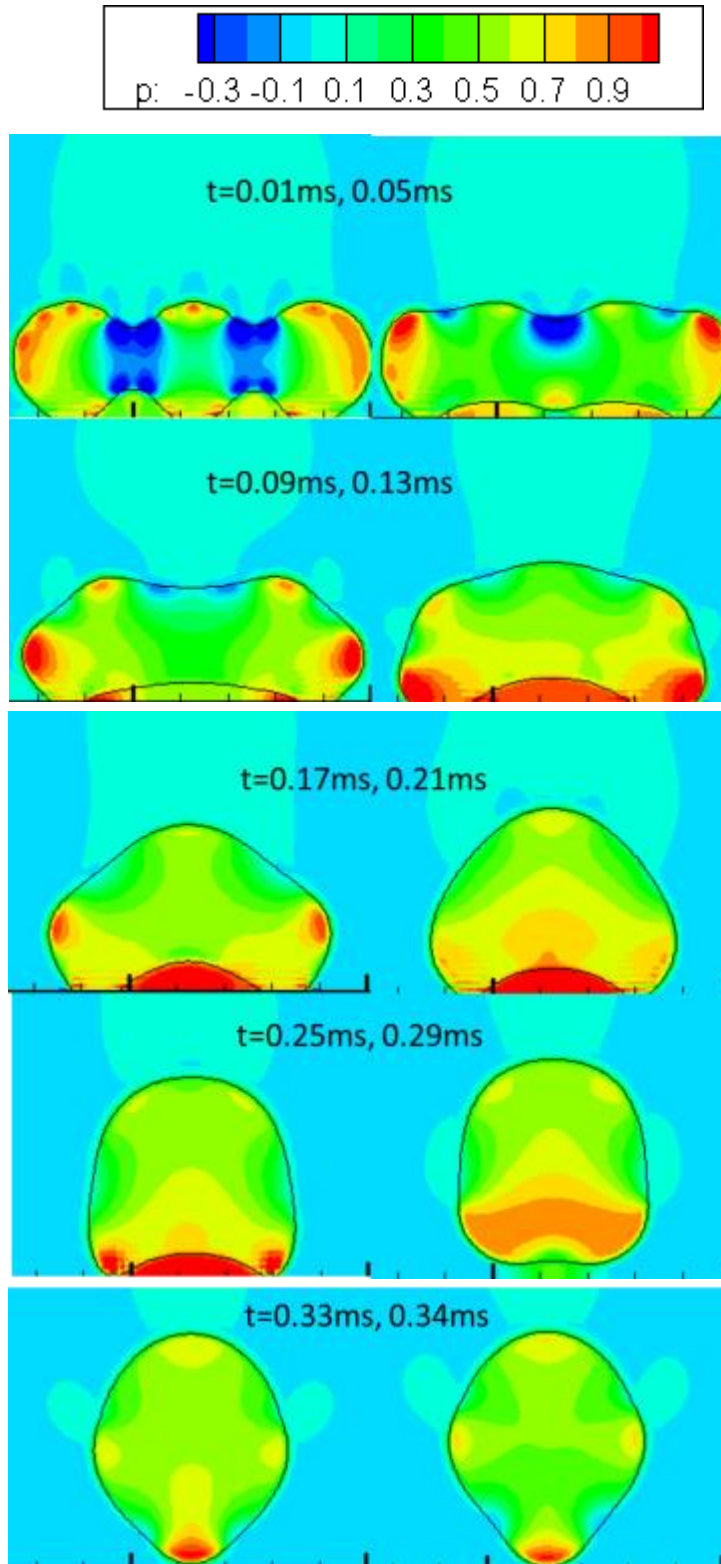 p: -0.3 -0.1 0.1 0.3 0.5 0.7 0.9
t=0.01ms, 0.05ms
t=0.09ms, 0.13ms
t=0.17ms, 0.21ms
t=0.25ms, 0.29ms
t=0.33ms, 0.34ms